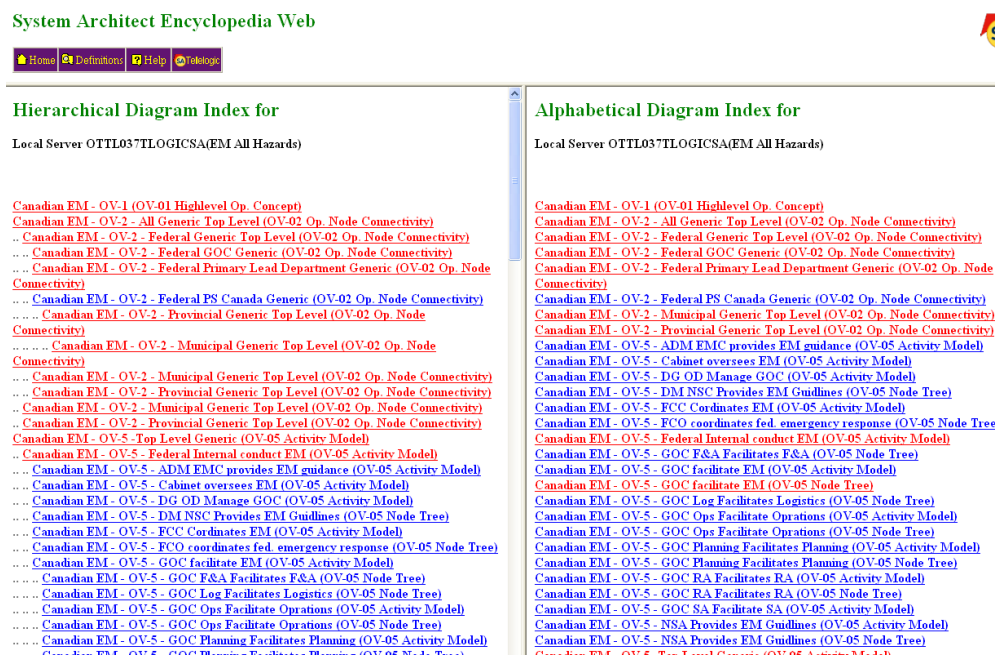 System Architect Encyclopedia Web
Home Definitions Help Telelogic
Hierarchical Diagram Index for
Local Server OTTL037TLOGICSA(EM All Hazards)
Canadian EM - OV-1 (OV-01 Highlevel Op. Concept)
Canadian EM - OV-2 - All Generic Top Level (OV-02 Op. Node Connectivity)
.. Canadian EM - OV-2 - Federal Generic Top Level (OV-02 Op. Node Connectivity)
.. .. Canadian EM - OV-2 - Federal GOC Generic (OV-02 Op. Node Connectivity)
.. .. Canadian EM - OV-2 - Federal Primary Lead Department Generic (OV-02 Op. Node
Connectivity)
.. .. Canadian EM - OV-2 - Federal PS Canada Generic (OV-02 Op. Node Connectivity)
.. .. .. Canadian EM - OV-2 - Provincial Generic Top Level (OV-02 Op. Node
Connectivity)
.. .. .. .. Canadian EM - OV-2 - Municipal Generic Top Level (OV-02 Op. Node
Connectivity)
.. .. Canadian EM - OV-2 - Municipal Generic Top Level (OV-02 Op. Node Connectivity)
.. .. Canadian EM - OV-2 - Provincial Generic Top Level (OV-02 Op. Node Connectivity)
.. Canadian EM - OV-2 - Municipal Generic Top Level (OV-02 Op. Node Connectivity)
.. Canadian EM - OV-2 - Provincial Generic Top Level (OV-02 Op. Node Connectivity)
Canadian EM - OV-5 -Top Level Generic (OV-05 Activity Model)
.. Canadian EM - OV-5 - Federal Internal conduct EM (OV-05 Activity Model)
.. .. Canadian EM - OV-5 - ADM EMC provides EM guidance (OV-05 Activity Model)
.. .. Canadian EM - OV-5 - Cabinet oversees EM (OV-05 Activity Model)
.. .. Canadian EM - OV-5 - DG OD Manage GOC (OV-05 Activity Model)
.. .. Canadian EM - OV-5 - DM NSC Provides EM Guidlines (OV-05 Node Tree)
.. .. Canadian EM - OV-5 - FCC Cordinates EM (OV-05 Activity Model)
.. .. Canadian EM - OV-5 - FCO coordinates fed. emergency response (OV-05 Node Tree)
.. .. Canadian EM - OV-5 - GOC facilitate EM (OV-05 Activity Model)
.. .. .. Canadian EM - OV-5 - GOC F&A Facilitates F&A (OV-05 Node Tree)
.. .. .. Canadian EM - OV-5 - GOC Log Facilitates Logistics (OV-05 Node Tree)
.. .. .. Canadian EM - OV-5 - GOC Ops Facilitate Oprations (OV-05 Activity Model)
.. .. .. Canadian EM - OV-5 - GOC Ops Facilitate Oprations (OV-05 Node Tree)
.. .. .. Canadian EM - OV-5 - GOC Planning Facilitates Planning (OV-05 Activity Model)
.. .. .. Canadian EM - OV-5 - GOC Planning Facilitates Planning (OV-05 Node Tree)
Alphabetical Diagram Index for
Local Server OTTL037TLOGICSA(EM All Hazards)
Canadian EM - OV-1 (OV-01 Highlevel Op. Concept)
Canadian EM - OV-2 - All Generic Top Level (OV-02 Op. Node Connectivity)
Canadian EM - OV-2 - Federal Generic Top Level (OV-02 Op. Node Connectivity)
Canadian EM - OV-2 - Federal GOC Generic (OV-02 Op. Node Connectivity)
Canadian EM - OV-2 - Federal Primary Lead Department Generic (OV-02 Op. Node
Connectivity)
Canadian EM - OV-2 - Federal PS Canada Generic (OV-02 Op. Node Connectivity)
Canadian EM - OV-2 - Municipal Generic Top Level (OV-02 Op. Node Connectivity)
Canadian EM - OV-2 - Provincial Generic Top Level (OV-02 Op. Node Connectivity)
Canadian EM - OV-5 - ADM EMC provides EM guidance (OV-05 Activity Model)
Canadian EM - OV-5 - Cabinet oversees EM (OV-05 Activity Model)
Canadian EM - OV-5 - DG OD Manage GOC (OV-05 Activity Model)
Canadian EM - OV-5 - DM NSC Provides EM Guidlines (OV-05 Node Tree)
Canadian EM - OV-5 - FCC Cordinates EM (OV-05 Activity Model)
Canadian EM - OV-5 - FCO coordinates fed. emergency response (OV-05 Node Tree
Canadian EM - OV-5 - Federal Internal conduct EM (OV-05 Activity Model)
Canadian EM - OV-5 - GOC F&A Facilitates F&A (OV-05 Node Tree)
Canadian EM - OV-5 - GOC facilitate EM (OV-05 Activity Model)
Canadian EM - OV-5 - GOC facilitate EM (OV-05 Node Tree)
Canadian EM - OV-5 - GOC Log Facilitates Logistics (OV-05 Node Tree)
Canadian EM - OV-5 - GOC Ops Facilitate Oprations (OV-05 Activity Model)
Canadian EM - OV-5 - GOC Ops Facilitate Oprations (OV-05 Node Tree)
Canadian EM - OV-5 - GOC Planning Facilitates Planning (OV-05 Activity Model)
Canadian EM - OV-5 - GOC Planning Facilitates Planning (OV-05 Node Tree)
Canadian EM - OV-5 - GOC RA Facilitates RA (OV-05 Activity Model)
Canadian EM - OV-5 - GOC RA Facilitates RA (OV-05 Node Tree)
Canadian EM - OV-5 - GOC SA Facilitate SA (OV-05 Activity Model)
Canadian EM - OV-5 - NSA Provides EM Guidlines (OV-05 Activity Model)
Canadian EM - OV-5 - NSA Provides EM Guidlines (OV-05 Node Tree)
Canadian EM - OV-5 -Top Level Generic (OV-05 Activity Model)